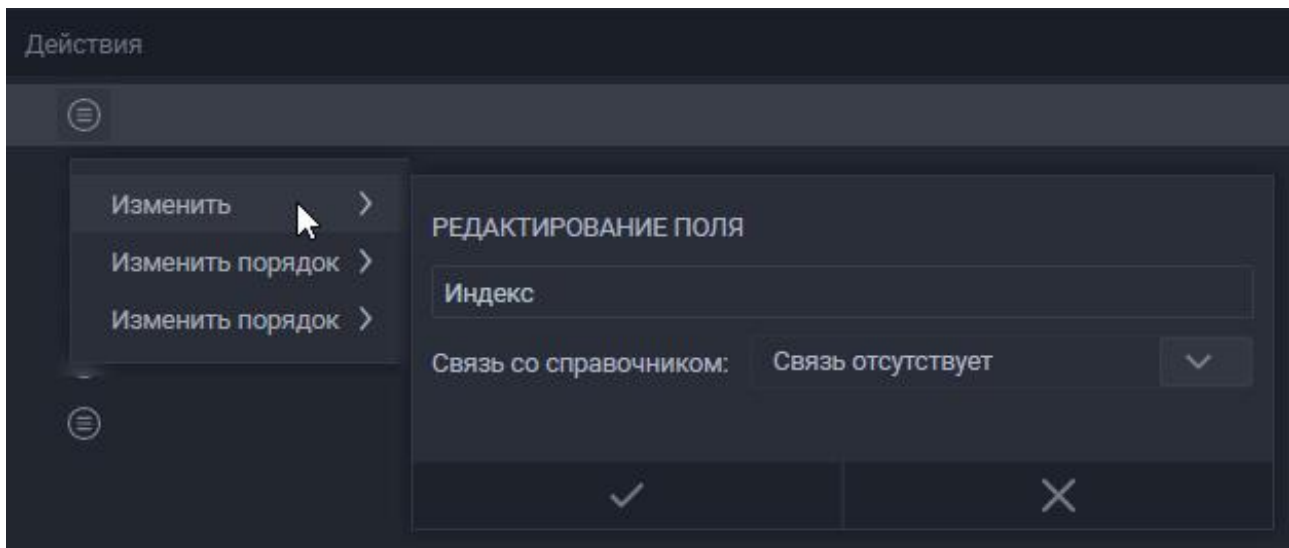 Действия
Изменить
Изменить порядок
Изменить порядок
РЕДАКТИРОВАНИЕ ПОЛЯ
Индекс
Связь со справочником: Связь отсутствует